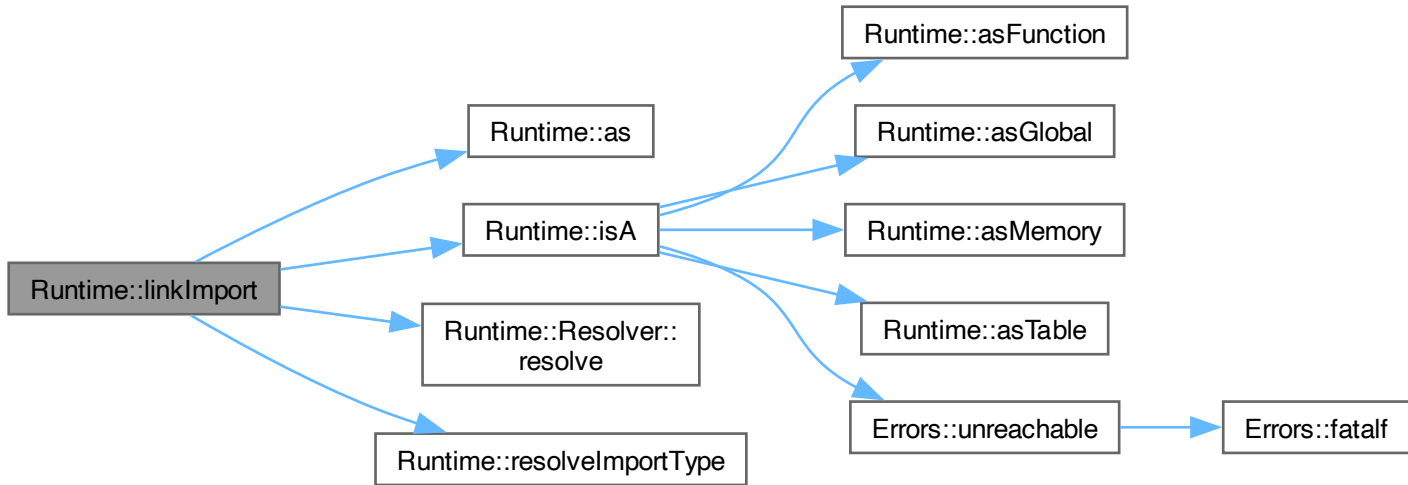 Runtime::linkImport
Runtime::as
Runtime::isA
Runtime::Resolver::
resolve
Runtime::resolveImportType
Runtime::asFunction
Runtime::asGlobal
Runtime::asMemory
Runtime::asTable
Errors::unreachable
Errors::fatalf